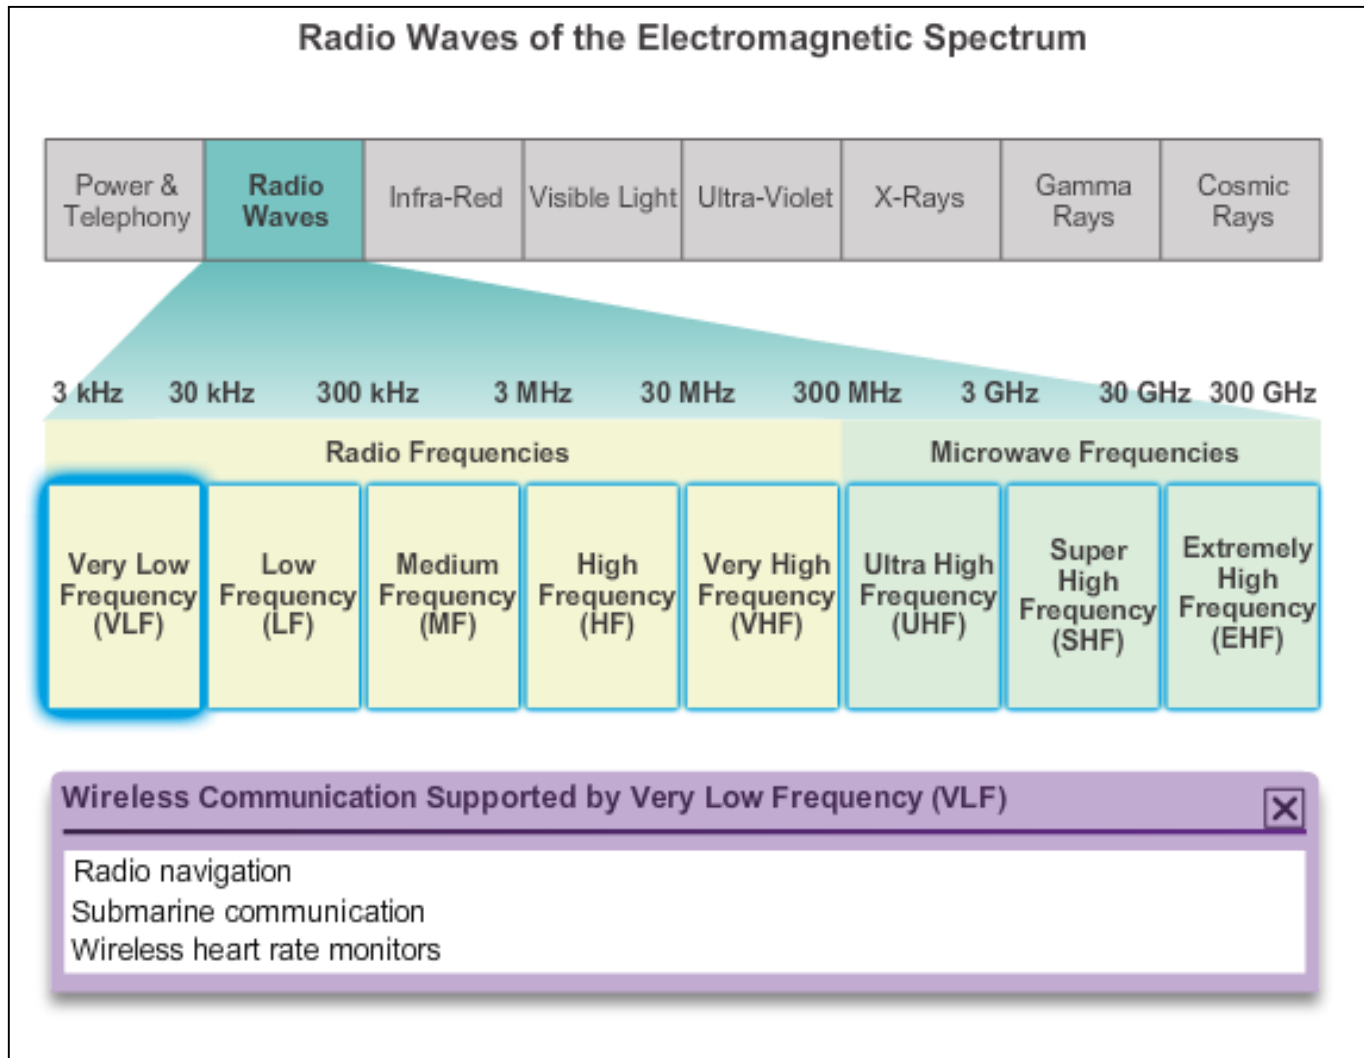 Radio Waves of the Electromagnetic Spectrum
Power &
Telephony
Radio
Waves
Infra-Red
Visible Light
Ultra-Violet
X-Rays
Gamma
Rays
Cosmic
Rays
3 kHz 30 kHz 300 kHz 3 MHz 30 MHz 300 MHz 3 GHz 30 GHz 300 GHz
Radio Frequencies
Microwave Frequencies
Very Low
Frequency
(VLF)
Low
Frequency
(LF)
Medium
Frequency
(MF)
High
Frequency
(HF)
Very High
Frequency
(VHF)
Ultra High
Frequency
(UHF)
Super
High
Frequency
(SHF)
Extremely
High
Frequency
(EHF)
Wireless Communication Supported by Very Low Frequency (VLF)
Radio navigation
Submarine communication
Wireless heart rate monitors